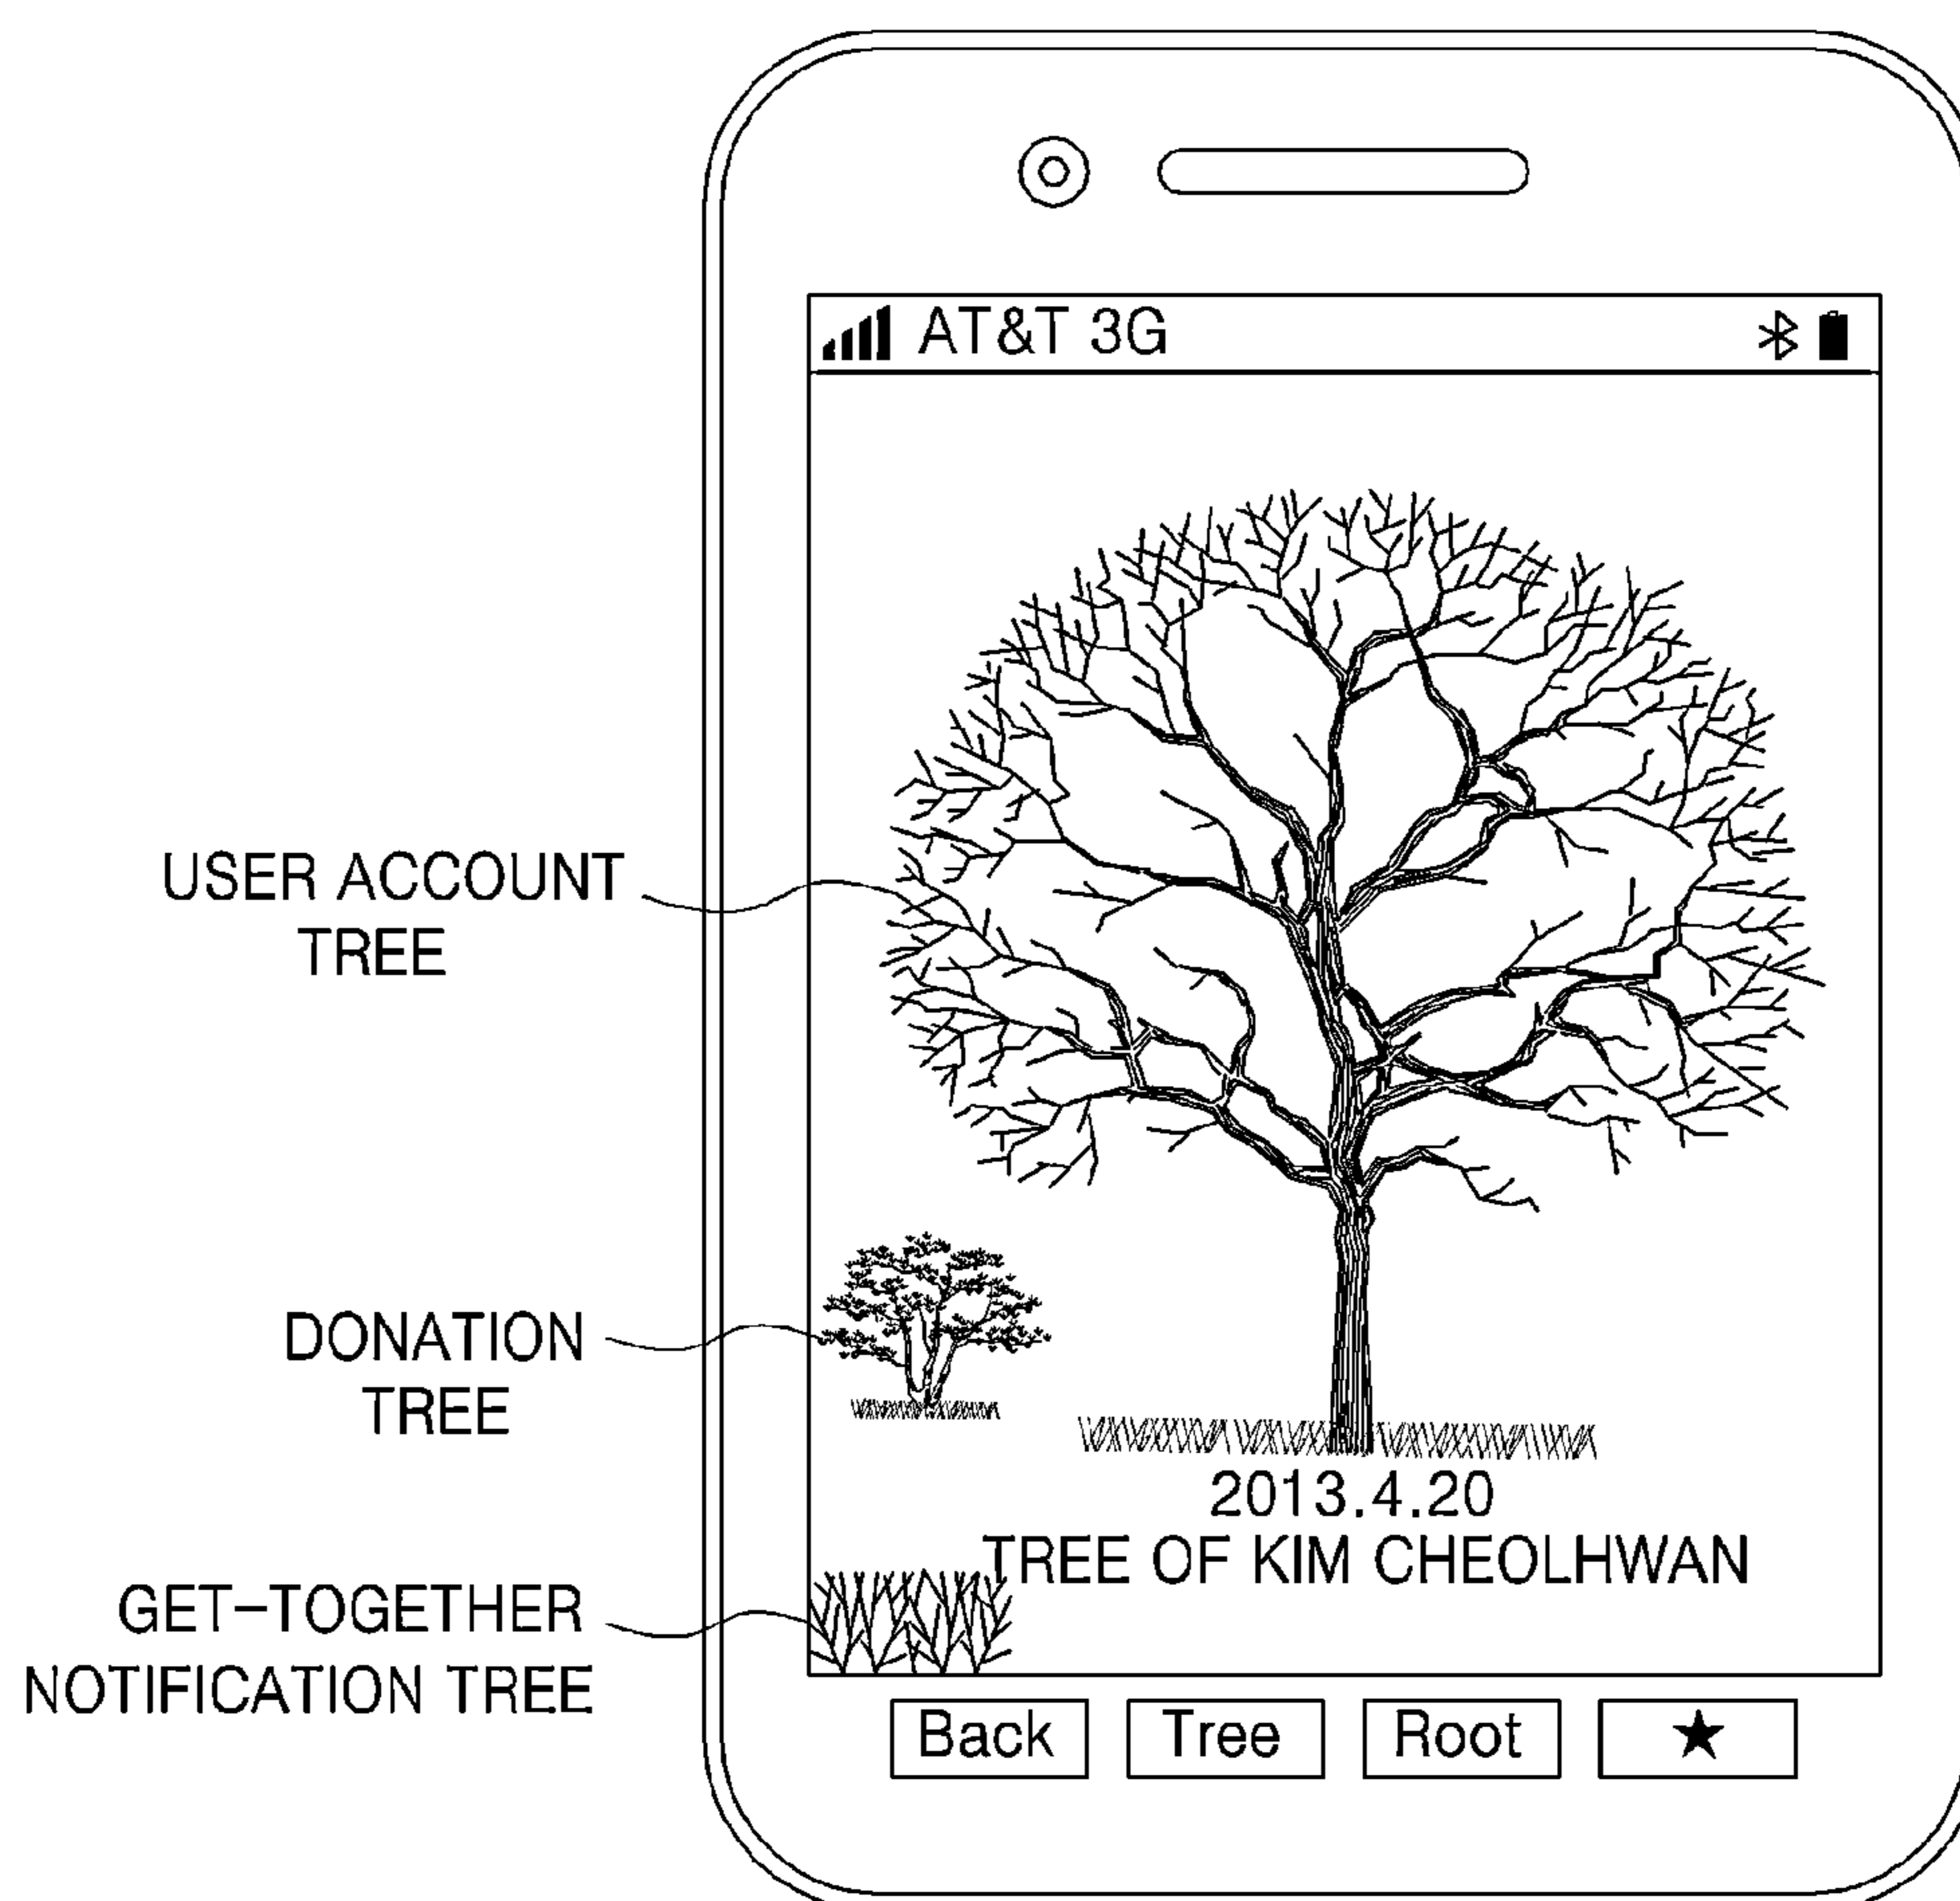 AT&T 3G
USER ACCOUNT
TREE
DONATION
TREE
2013.4.20
TREE OF KIM CHEOLHWAN
GET-TOGETHER
NOTIFICATION TREE
Back
Tree
Root
★